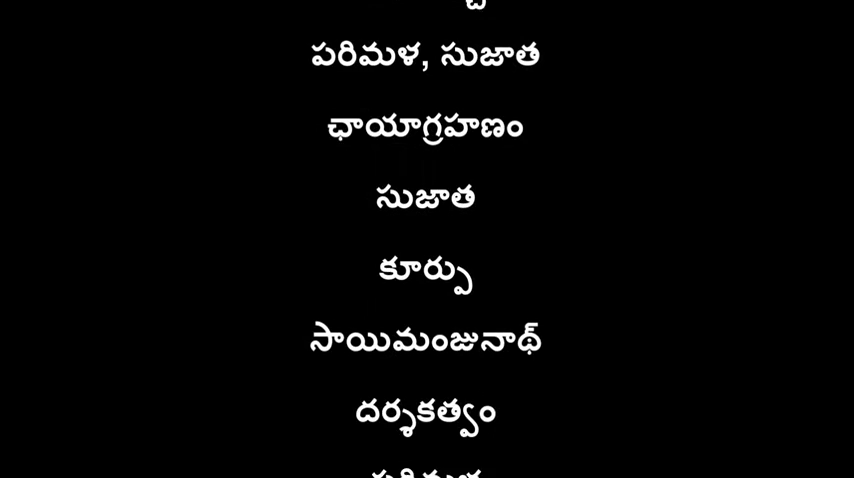 పరిమళ, సుజాత
ఛాయాగ్రహణం
సుజాత
కూర్పు
సాయిమంజునాథ్
దర్శకత్వం